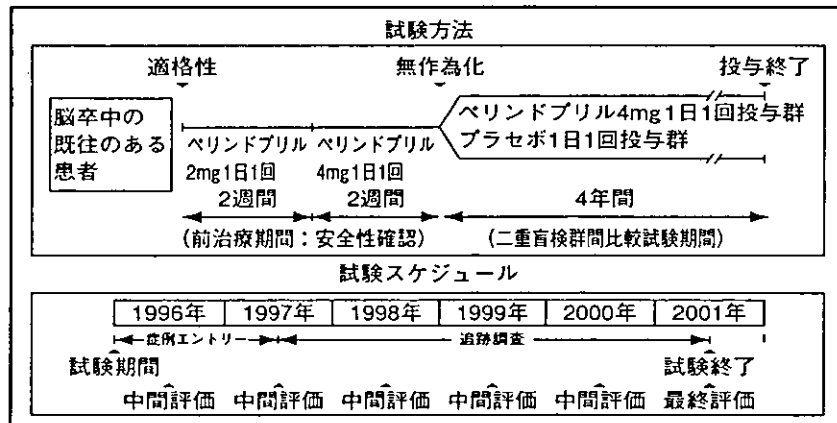 試験方法
適格性 無作為化 投与終了
脳卒中の
既往のある
患者
ペリンドプリル
2mg1日1回
ペリンドプリル
4mg1日1回
ペリンドプリル4mg1日1回投与群
プラセボ1日1回投与群
2週間 2週間 4年間
(前治療期間：安全性確認) (二重盲検群間比較試験期間)
試験スケジュール
1996年 1997年 1998年 1999年 2000年 2001年
症例エントリー 追跡調査
試験期間 試験終了
中間評価 中間評価 中間評価 中間評価 中間評価 最終評価